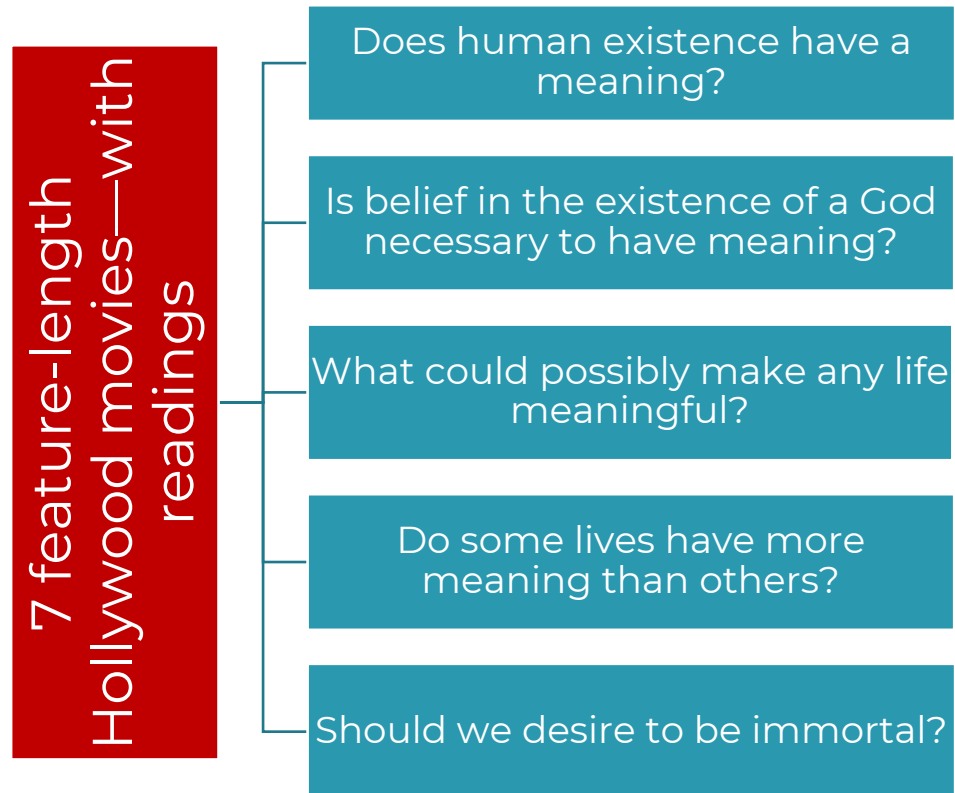 7 feature-length
Hollywood movies—with
readings
Does human existence have a
meaning?
Is belief in the existence of a God
necessary to have meaning?
What could possibly make any life
meaningful?
Do some lives have more
meaning than others?
Should we desire to be immortal?